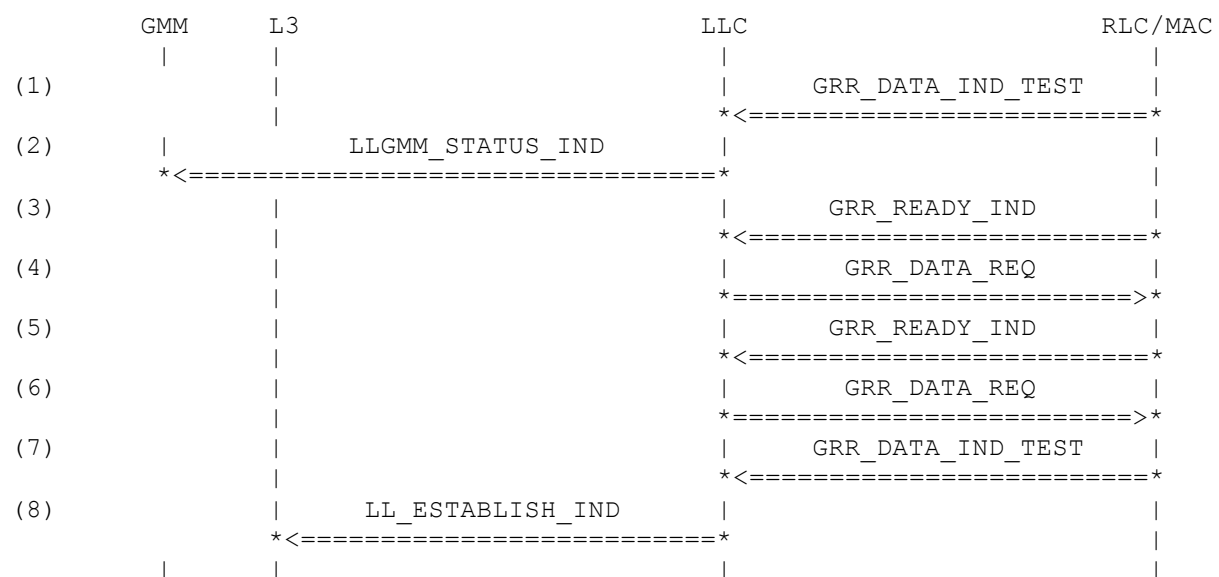 GMM L3 LLC RLC/MAC
| | | |
(1) | | GRR_DATA_IND_TEST |
| *<=========================*
(2) | LLGMM_STATUS_IND | |
*<=================================* |
(3) | | GRR_READY_IND |
| *<=========================*
(4) | | GRR_DATA_REQ |
| *=========================>*
(5) | | GRR_READY_IND |
| *<=========================*
(6) | | GRR_DATA_REQ |
| *=========================>*
(7) | | GRR_DATA_IND_TEST |
| *<=========================*
(8) | LL_ESTABLISH_IND | |
*<==========================* |
| | | |